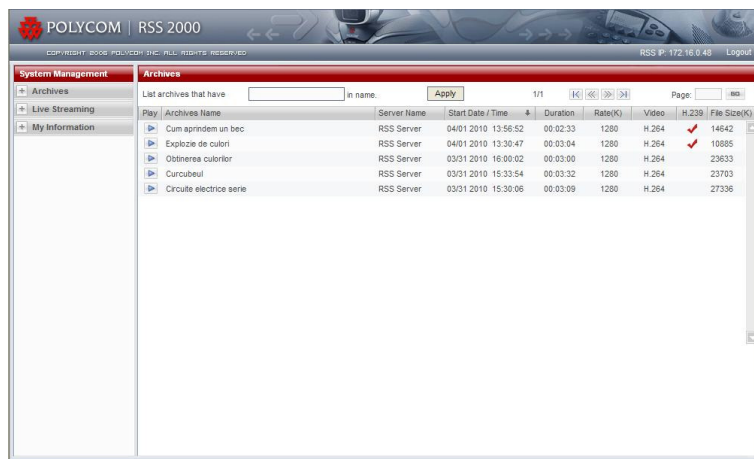 POLYCOM | RSS 2000
COPYRIGHT 2006 POLYCOM INC. ALL RIGHTS RESERVED
RSS IP: 172.16.0.48 Logout
System Management
Archives
Live Streaming
My Information
Archives
List archives that have in name. Apply 1/1 Page: GO
Play Archives Name Server Name Start Date / Time Duration Rate(K) Video H.239 File Size(K)
Cum aprindem un bec RSS Server 04/01 2010 13:56:52 00:02:33 1280 H.264 14642
Explozie de culori RSS Server 04/01 2010 13:30:47 00:03:04 1280 H.264 10885
Obtinerea culorilor RSS Server 03/31 2010 16:00:02 00:03:00 1280 H.264 23633
Curcubeul RSS Server 03/31 2010 15:33:54 00:03:32 1280 H.264 23703
Circuite electrice serie RSS Server 03/31 2010 15:30:06 00:03:09 1280 H.264 27336